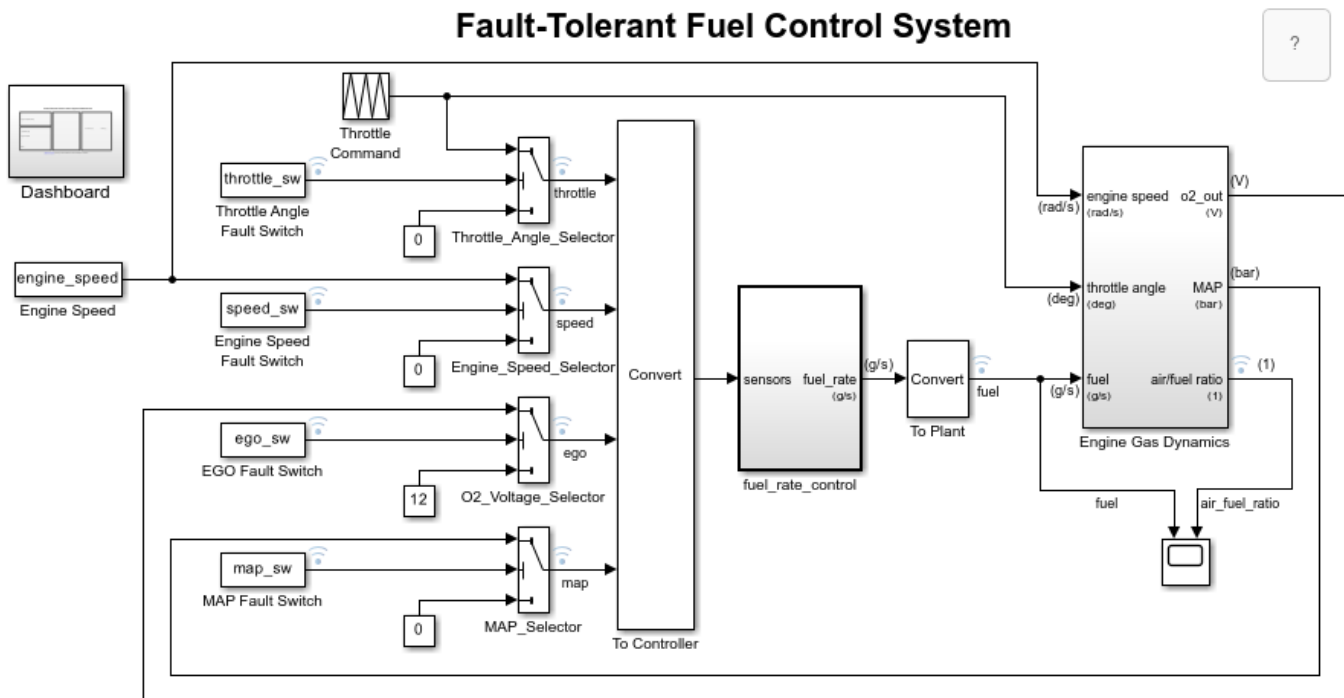 Fault-Tolerant Fuel Control System
?
Dashboard
Throttle
Command
throttle_sw
Throttle Angle
Fault Switch
0
throttle
Throttle_Angle_Selector
engine_speed
Engine Speed
speed_sw
Engine Speed
Fault Switch
0
speed
Engine_Speed_Selector
ego_sw
EGO Fault Switch
12
ego
O2_Voltage_Selector
map_sw
MAP Fault Switch
0
map
MAP_Selector
Convert
To Controller
sensors
fuel_rate
(g/s)
fuel_rate_control
(g/s)
Convert
To Plant
fuel
(rad/s)
(deg)
(g/s)
engine speed
(rad/s)
o2_out
(V)
throttle angle
(deg)
MAP
(bar)
fuel
(g/s)
air/fuel ratio
(1)
Engine Gas Dynamics
(V)
(bar)
(1)
fuel
air_fuel_ratio